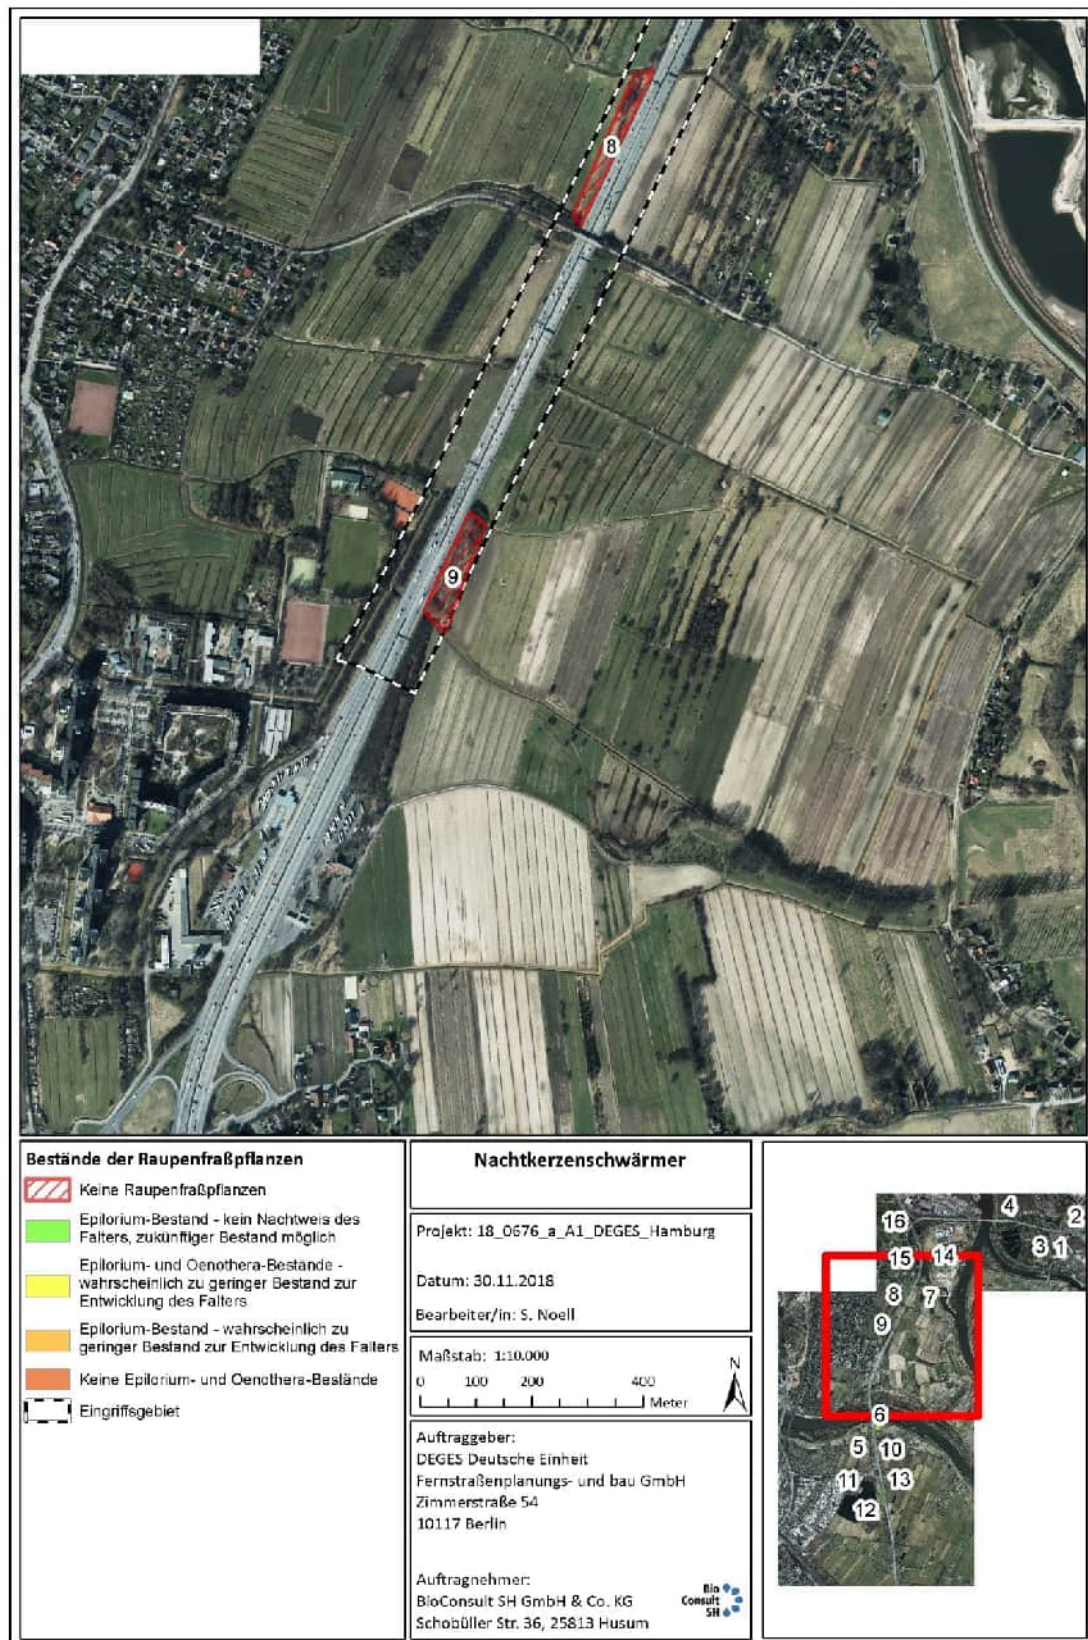 8
9
Bestände der Raupenfraßpflanzen
Keine Raupenfraßpflanzen
Epilorium-Bestand - kein Nachtweis des
Falters, zukünftiger Bestand möglich
Epilorium- und Oenothera-Bestände -
wahrscheinlich zu geringer Bestand zur
Entwicklung des Falters
Epilorium-Bestand - wahrscheinlich zu
geringer Bestand zur Entwicklung des Falters
Keine Epilorium- und Oenothera-Bestände
Eingriffsgebiet
Nachtkerzenschwärmer
Projekt: 18_0676_a_A1_DEGES_Hamburg
Datum: 30.11.2018
Bearbeiter/in: S. Noell
Maßstab: 1:10.000
0 100 200 400
Meter
N
Auftraggeber:
DEGES Deutsche Einheit
Fernstraßenplanungs- und bau GmbH
Zimmerstraße 54
10117 Berlin
Auftragnehmer:
BioConsult SH GmbH & Co. KG
Schobüller Str. 36, 25813 Husum
Bio
Consult
SH
4
16 2
3 1
15 14
8 7
9
6
5 10
11 13
12